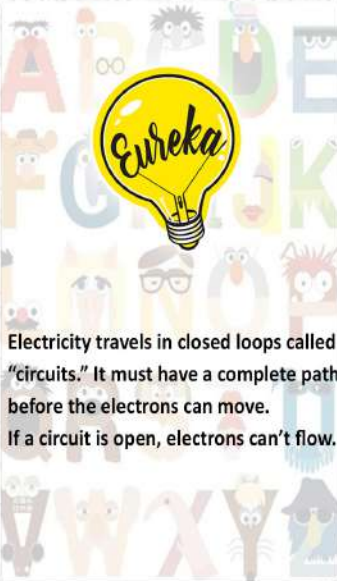 Eureka
Electricity travels in closed loops called
“circuits.” It must have a complete path
before the electrons can move.
If a circuit is open, electrons can’t flow.